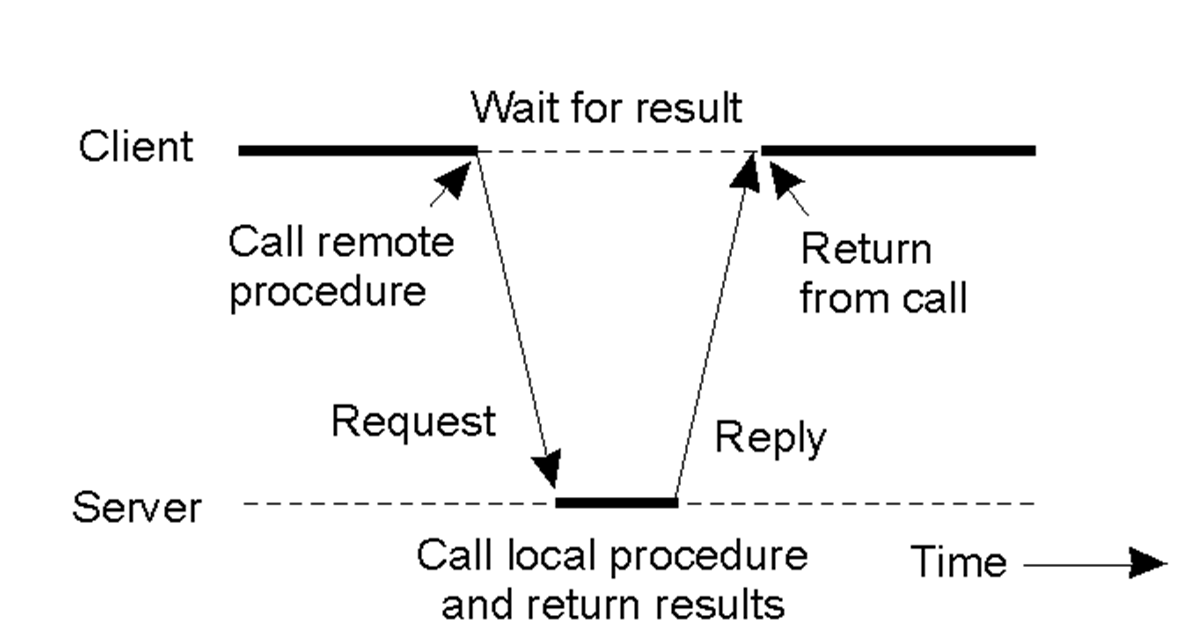 Wait for result
Client
Call remote
procedure
Return
from call
Request
Reply
Server
Call local procedure
and return results
Time